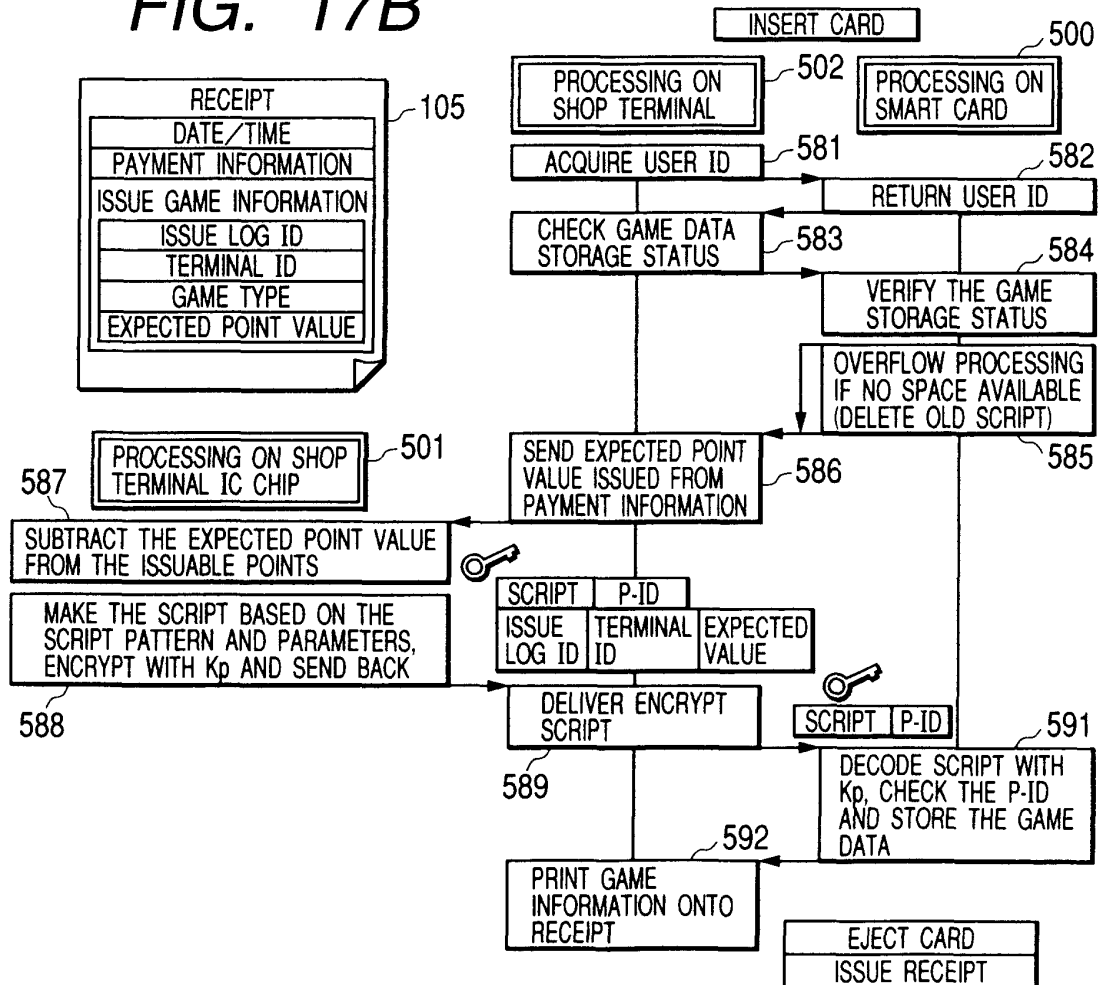 FIG. 17B
INSERT CARD
500
PROCESSING ON
SHOP TERMINAL
502
PROCESSING ON
SMART CARD
RECEIPT
105
DATE/TIME
PAYMENT INFORMATION
ISSUE GAME INFORMATION
ISSUE LOG ID
TERMINAL ID
GAME TYPE
EXPECTED POINT VALUE
ACQUIRE USER ID
581
582
RETURN USER ID
CHECK GAME DATA
STORAGE STATUS
583
584
VERIFY THE GAME
STORAGE STATUS
OVERFLOW PROCESSING
IF NO SPACE AVAILABLE
(DELETE OLD SCRIPT)
585
PROCESSING ON SHOP
TERMINAL IC CHIP
501
SEND EXPECTED POINT
VALUE ISSUED FROM
PAYMENT INFORMATION
586
587
SUBTRACT THE EXPECTED POINT VALUE
FROM THE ISSUABLE POINTS
MAKE THE SCRIPT BASED ON THE
SCRIPT PATTERN AND PARAMETERS,
ENCRYPT WITH Kp AND SEND BACK
588
SCRIPT P-ID
ISSUE
LOG ID
TERMINAL
ID
EXPECTED
VALUE
DELIVER ENCRYPT
SCRIPT
589
SCRIPT P-ID
591
DECODE SCRIPT WITH
Kp, CHECK THE P-ID
AND STORE THE GAME
DATA
592
PRINT GAME
INFORMATION ONTO
RECEIPT
EJECT CARD
ISSUE RECEIPT